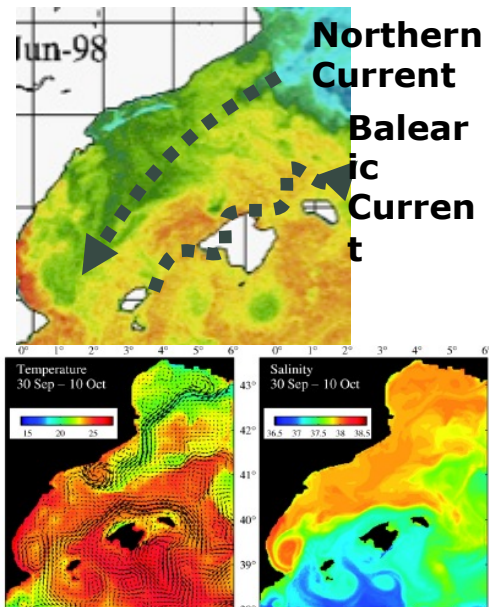 Jun-98
Northern
Current
Balear
ic
Curren
t
0° 1° 2° 3° 4° 5° 6° 0° 1° 2° 3° 4° 5° 6°
Temperature
30 Sep – 10 Oct
15 20 25
Salinity
30 Sep – 10 Oct
36.5 37 37.5 38 38.5
43°
42°
41°
40°
39°